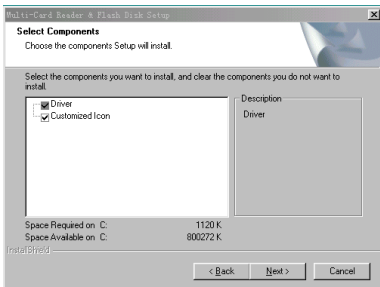 Multi-Card Reader & Flash Disk Setup
Select Components
Choose the components Setup will install.
Select the components you want to install, and clear the components you do not want to
install.
Driver
Customized Icon
Description
Driver
Space Required on C: 1120 K
Space Available on C: 800272 K
InstallShield
< Back
Next >
Cancel